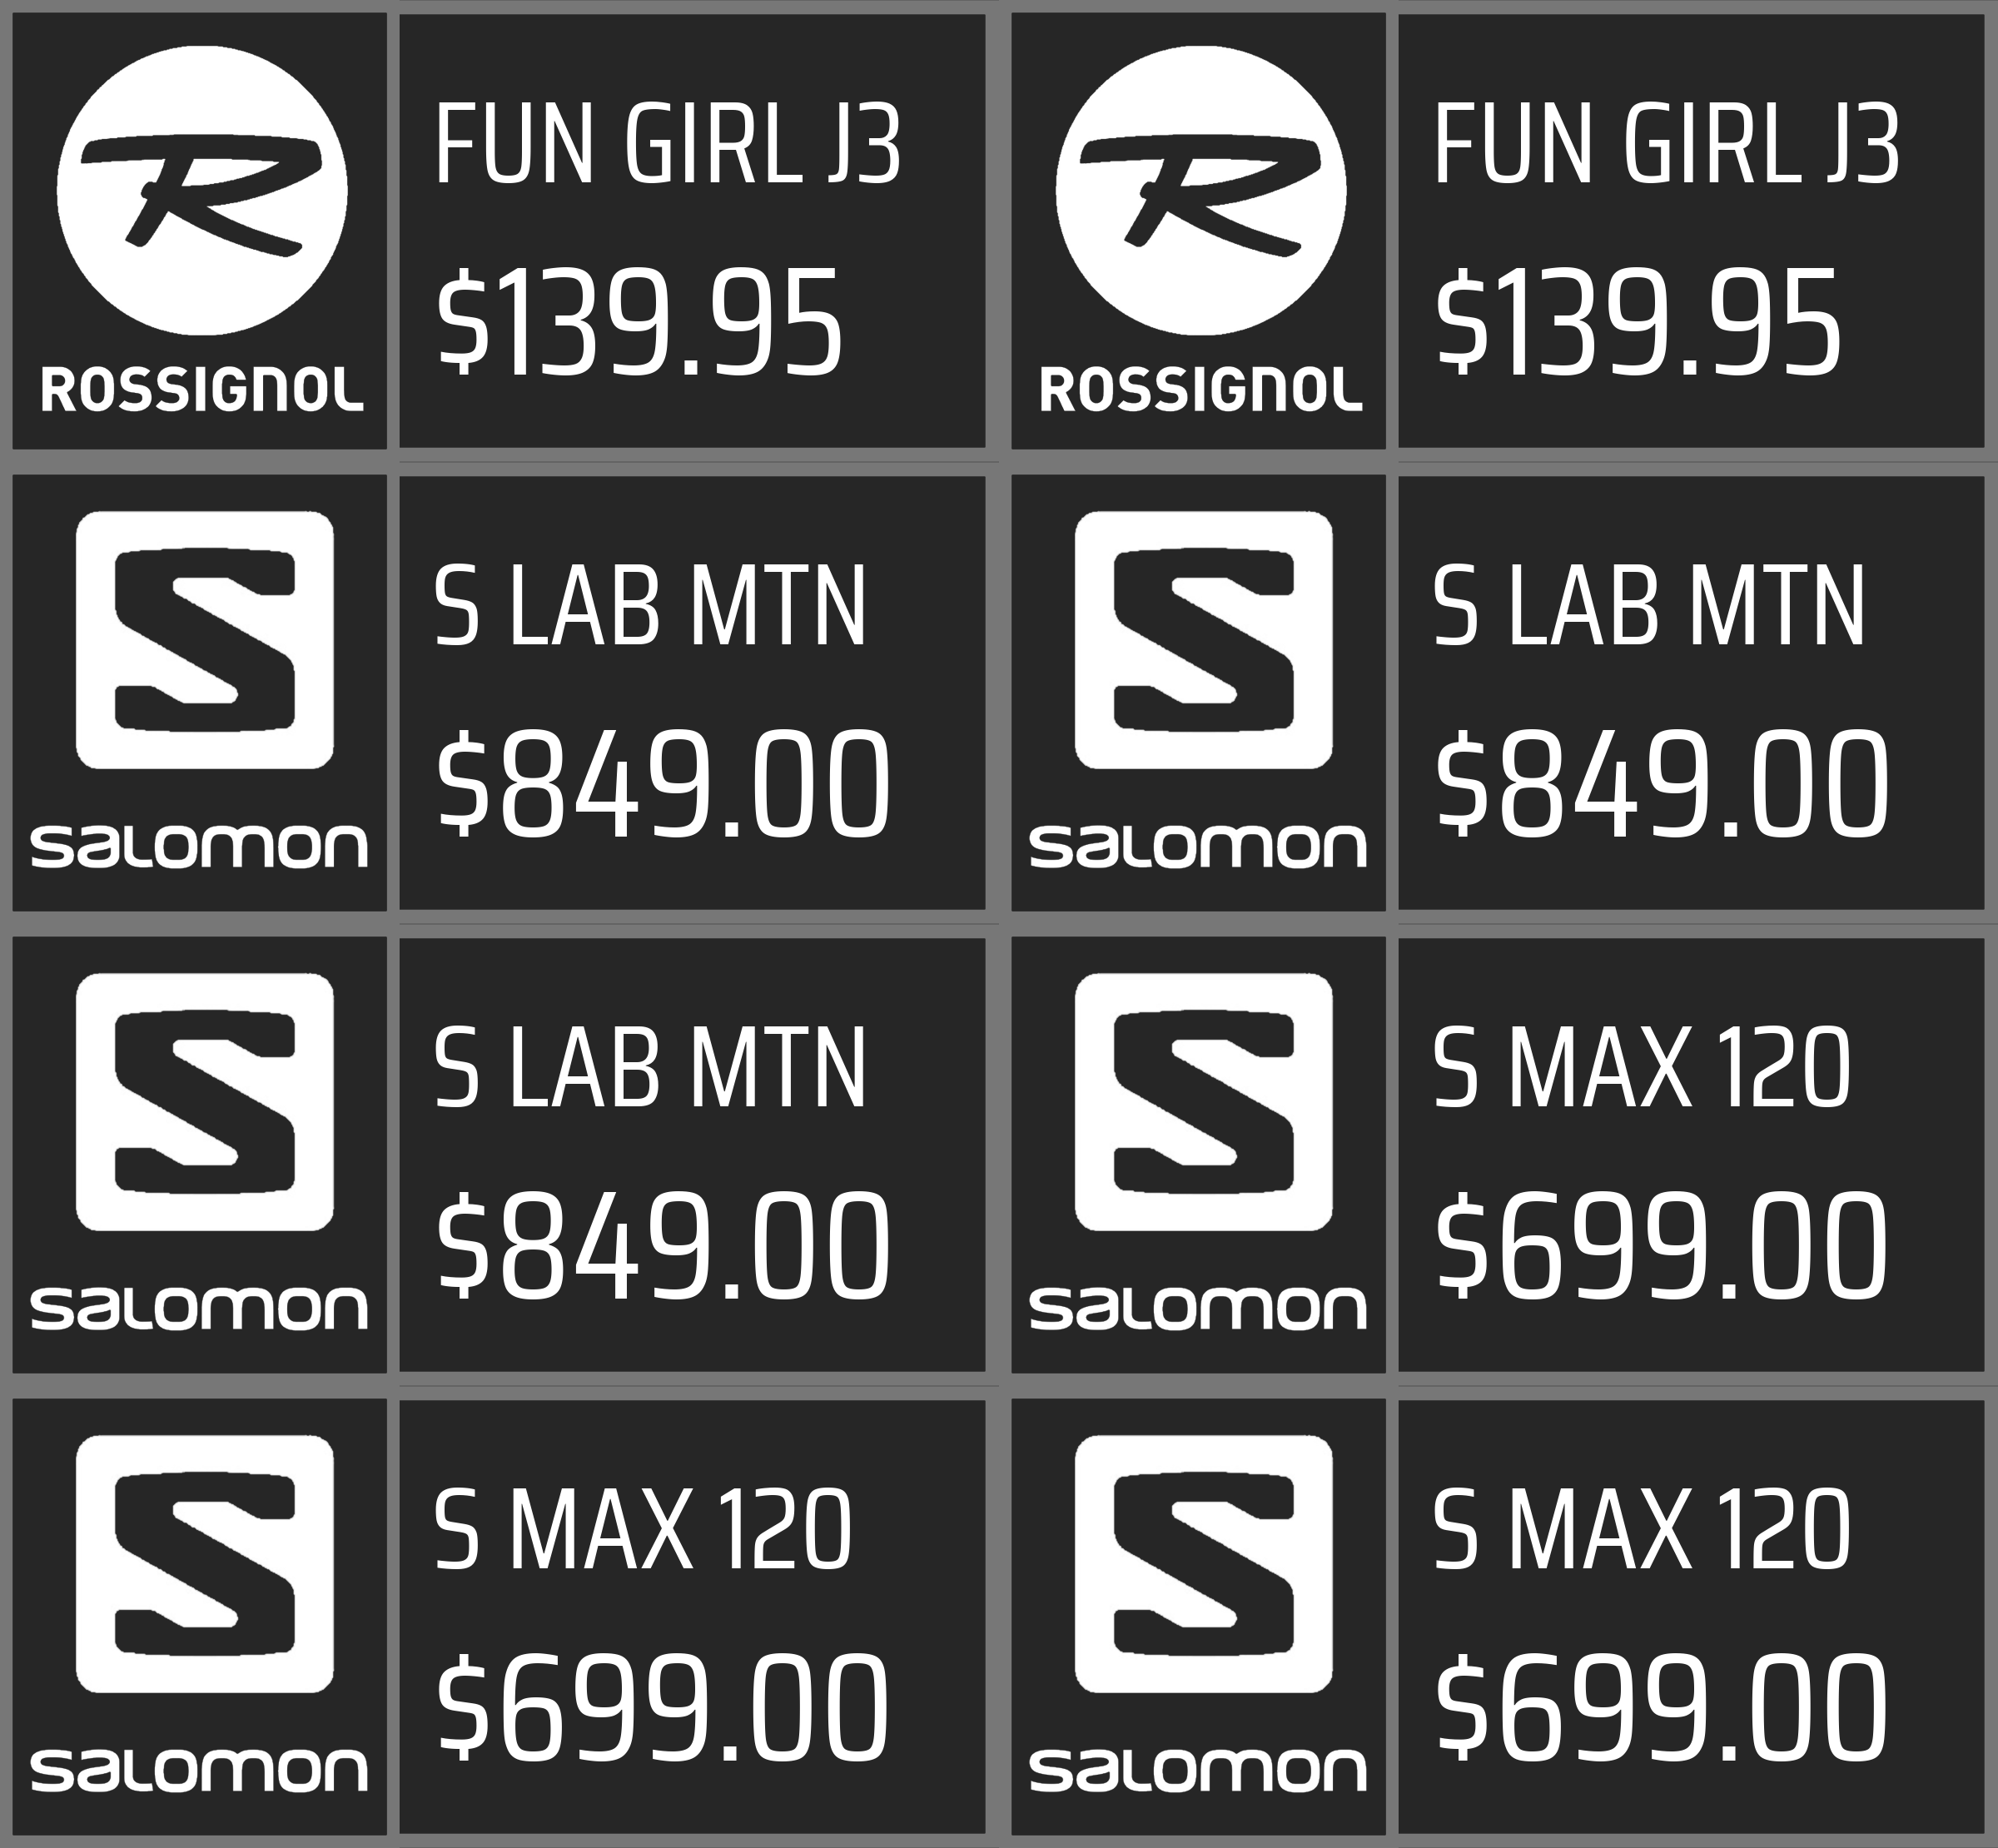 FUN GIRL J3
$139.95
ROSSIGNOL
FUN GIRL J3
$139.95
ROSSIGNOL
S LAB MTN
$849.00
salomon
S LAB MTN
$849.00
salomon
S LAB MTN
$849.00
salomon
S MAX 120
$699.00
salomon
S MAX 120
$699.00
salomon
S MAX 120
$699.00
salomon